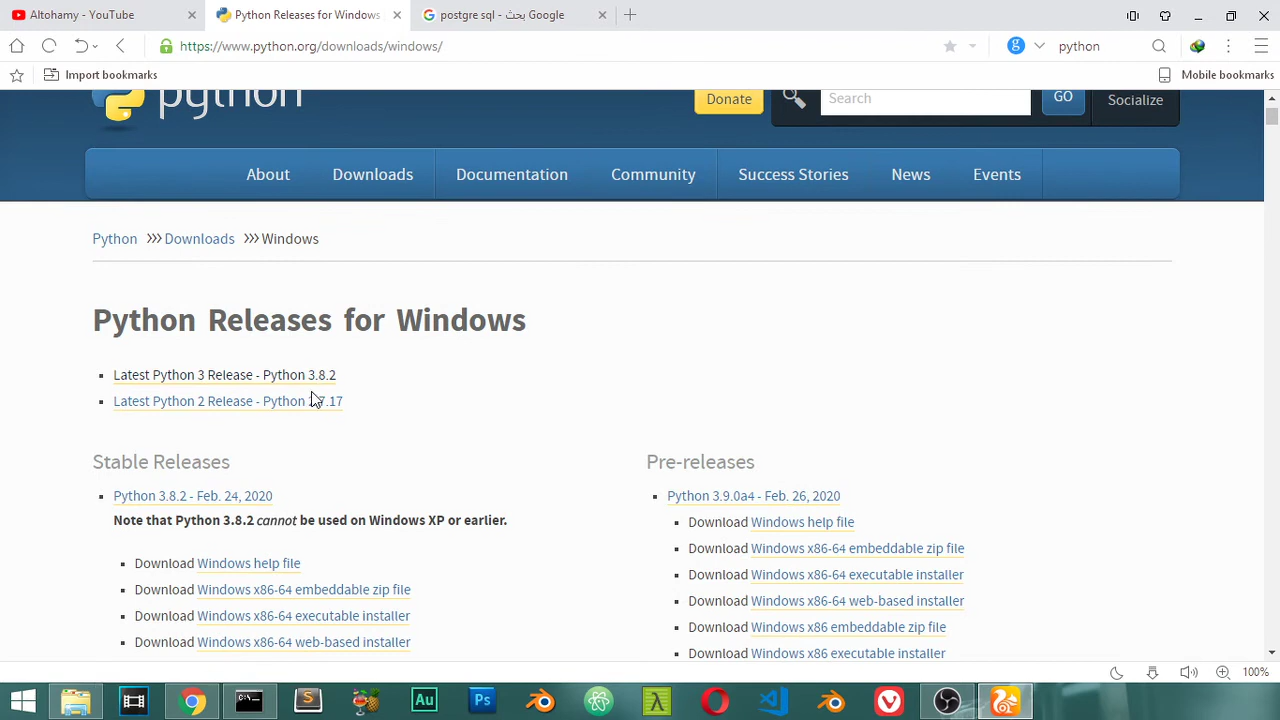 Altohamy - YouTube
Python Releases for Windows
postgre sql - بحث Google
https://www.python.org/downloads/windows/
python
Import bookmarks
Mobile bookmarks
python
Donate
Search
GO
Socialize
About
Downloads
Documentation
Community
Success Stories
News
Events
Python
Downloads
Windows
Python Releases for Windows
Latest Python 3 Release - Python 3.8.2
Latest Python 2 Release - Python 2.7.17
Stable Releases
Python 3.8.2 - Feb. 24, 2020
Note that Python 3.8.2 cannot be used on Windows XP or earlier.
Download Windows help file
Download Windows x86-64 embeddable zip file
Download Windows x86-64 executable installer
Download Windows x86-64 web-based installer
Pre-releases
Python 3.9.0a4 - Feb. 26, 2020
Download Windows help file
Download Windows x86-64 embeddable zip file
Download Windows x86-64 executable installer
Download Windows x86-64 web-based installer
Download Windows x86 embeddable zip file
Download Windows x86 executable installer
100%
Au
Ps